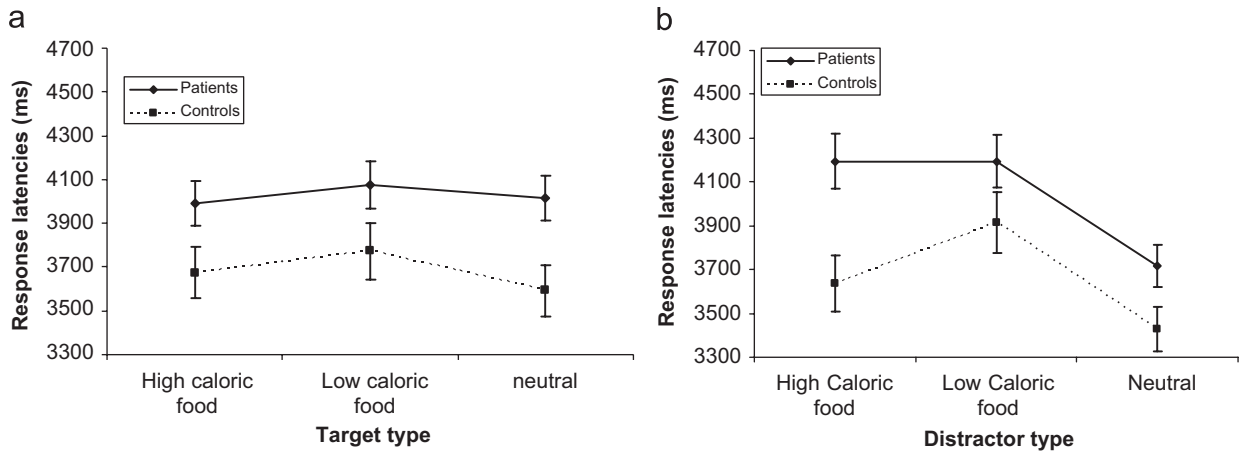 a
4700
4500
4300
4100
3900
3700
3500
3300
Response latencies (ms)
Patients
Controls
High caloric
food
Low caloric
food
neutral
Target type
b
4700
4500
4300
4100
3900
3700
3500
3300
Response latencies (ms)
Patients
Controls
High Caloric
food
Low Caloric
food
Neutral
Distractor type